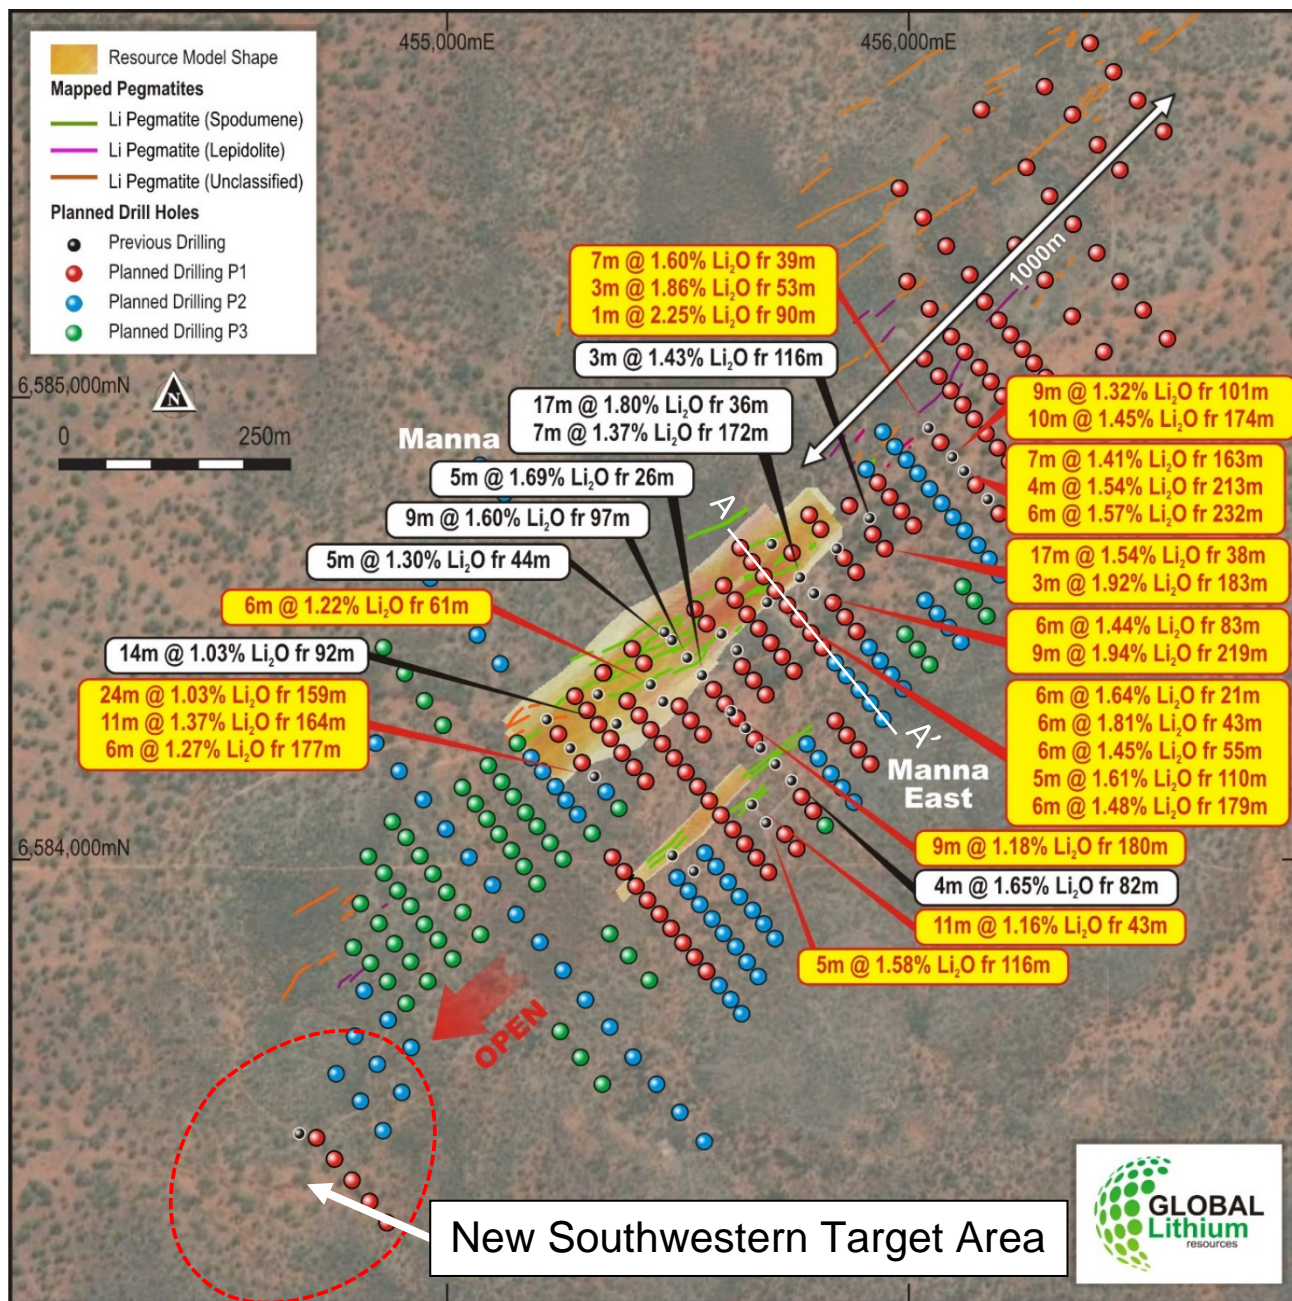 455,000mE
456,000mE
Resource Model Shape
Mapped Pegmatites
Li Pegmatite (Spodumene)
Li Pegmatite (Lepidolite)
Li Pegmatite (Unclassified)
Planned Drill Holes
Previous Drilling
Planned Drilling P1
Planned Drilling P2
Planned Drilling P3
6,585,000mN
N
0 250m
1000m
7m @ 1.60% Li₂O fr 39m
3m @ 1.86% Li₂O fr 53m
1m @ 2.25% Li₂O fr 90m
3m @ 1.43% Li₂O fr 116m
17m @ 1.80% Li₂O fr 36m
7m @ 1.37% Li₂O fr 172m
Manna
5m @ 1.69% Li₂O fr 26m
9m @ 1.60% Li₂O fr 97m
5m @ 1.30% Li₂O fr 44m
6m @ 1.22% Li₂O fr 61m
14m @ 1.03% Li₂O fr 92m
24m @ 1.03% Li₂O fr 159m
11m @ 1.37% Li₂O fr 164m
6m @ 1.27% Li₂O fr 177m
9m @ 1.32% Li₂O fr 101m
10m @ 1.45% Li₂O fr 174m
7m @ 1.41% Li₂O fr 163m
4m @ 1.54% Li₂O fr 213m
6m @ 1.57% Li₂O fr 232m
17m @ 1.54% Li₂O fr 38m
3m @ 1.92% Li₂O fr 183m
6m @ 1.44% Li₂O fr 83m
9m @ 1.94% Li₂O fr 219m
6m @ 1.64% Li₂O fr 21m
6m @ 1.81% Li₂O fr 43m
6m @ 1.45% Li₂O fr 55m
5m @ 1.61% Li₂O fr 110m
6m @ 1.48% Li₂O fr 179m
A
A'
Manna
East
6,584,000mN
9m @ 1.18% Li₂O fr 180m
4m @ 1.65% Li₂O fr 82m
11m @ 1.16% Li₂O fr 43m
5m @ 1.58% Li₂O fr 116m
OPEN
New Southwestern Target Area
GLOBAL
Lithium
resources